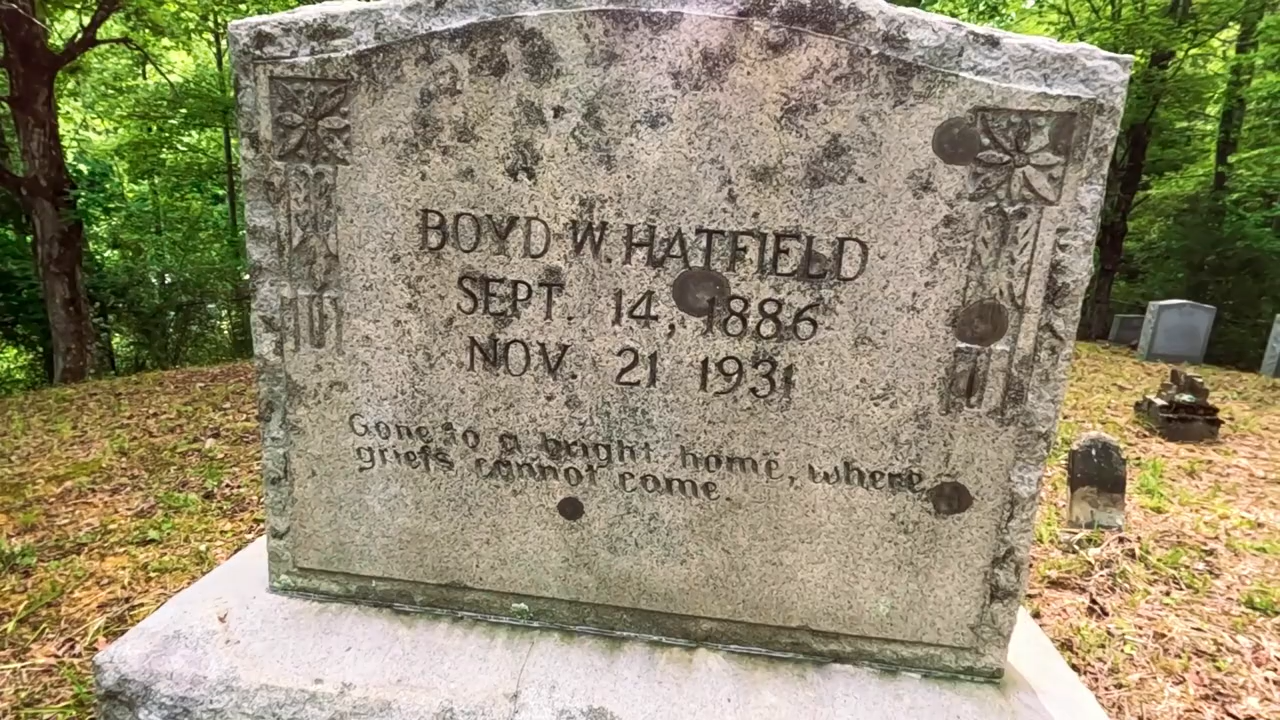 BOYD W. HATFIELD
SEPT. 14, 1886
NOV. 21 1931
Gone to a bright home, where
griefs cannot come.